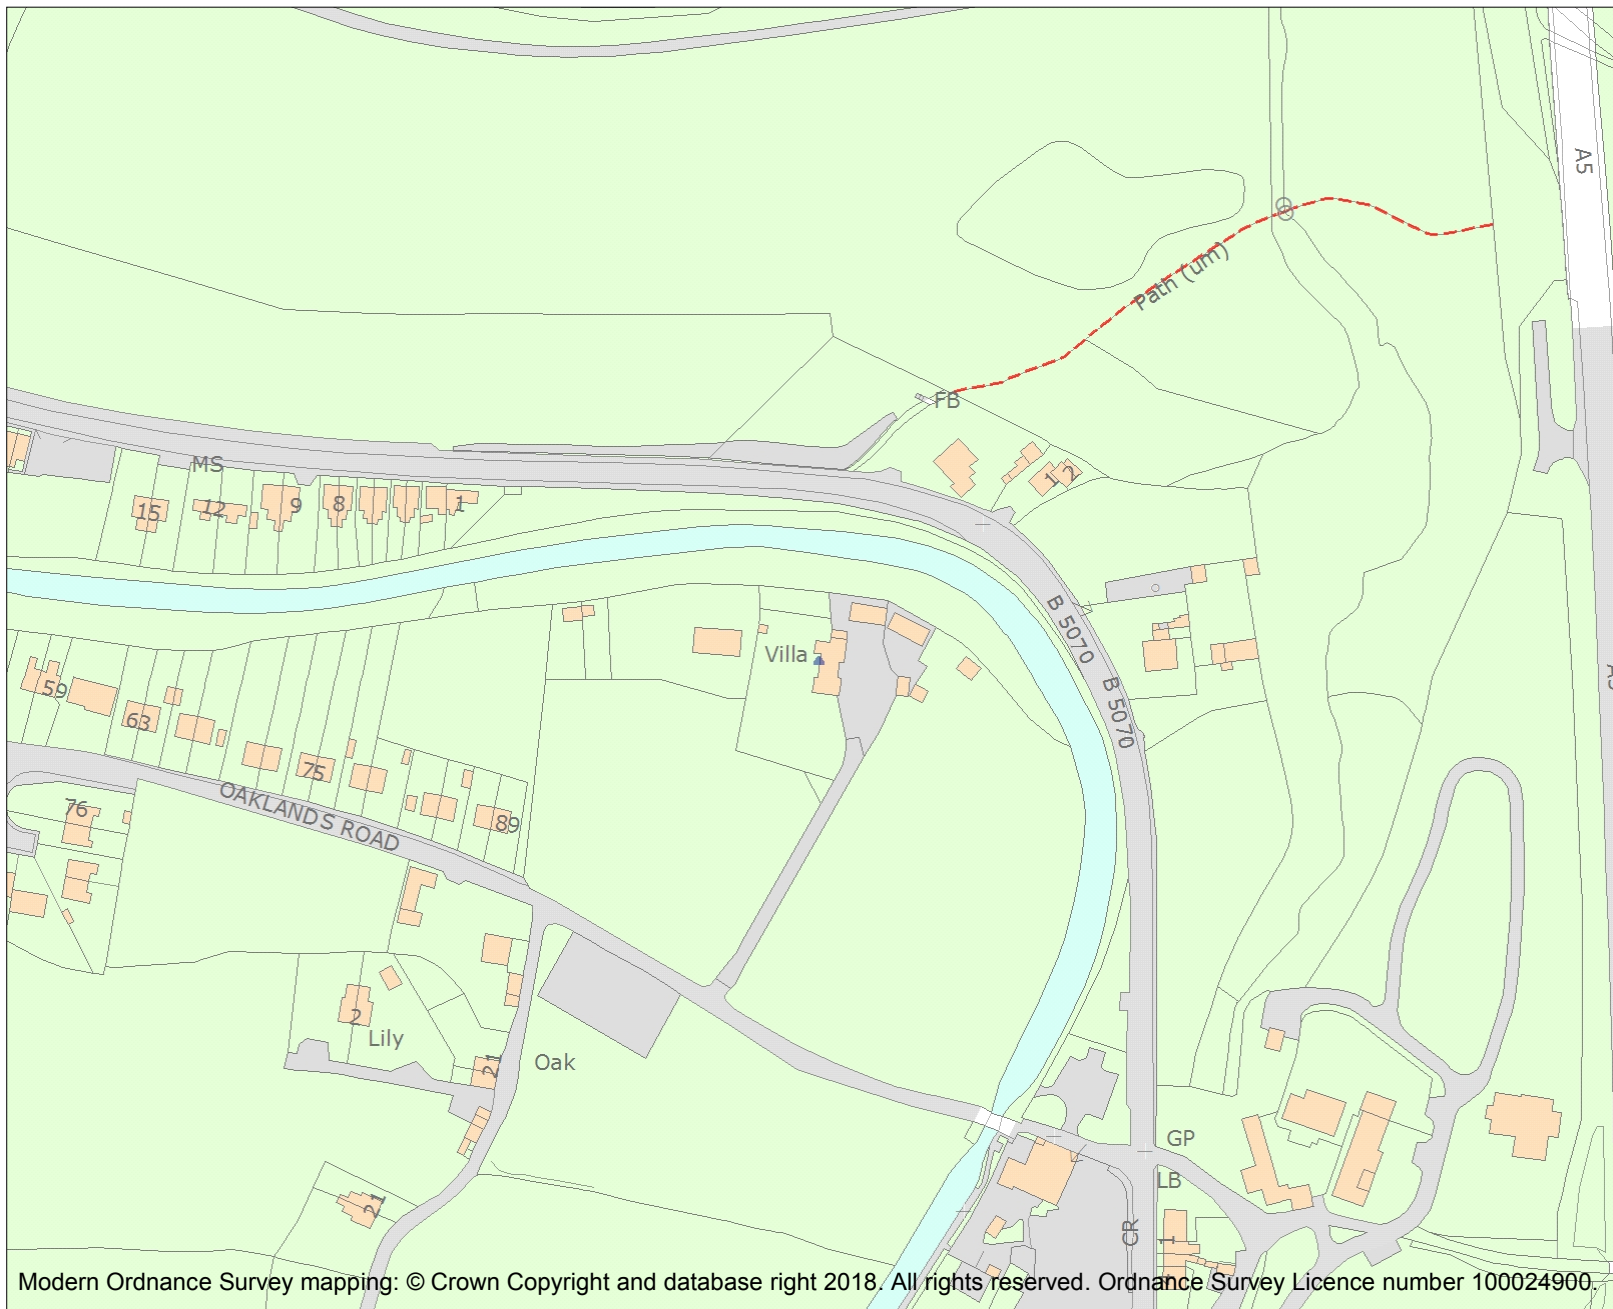 A5
Path (um)
FB
MS
15
12
9
8
1
1
2
B 5070
Villa
59
B 5070
63
75
OAKLANDS ROAD
76
89
2
Lily
Oak
21
GP
LB
21
CR
1
Modern Ordnance Survey mapping: © Crown Copyright and database right 2018. All rights reserved. Ordnance Survey Licence number 100024900.